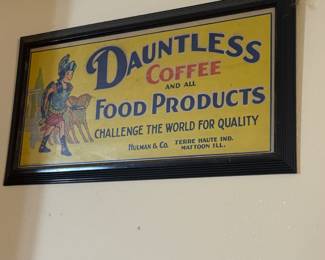 DAUNTLESS
COFFEE
AND ALL
FOOD PRODUCTS
CHALLENGE THE WORLD FOR QUALITY
HULMAN & CO. TERRE HAUTE IND.
MATTOON ILL.